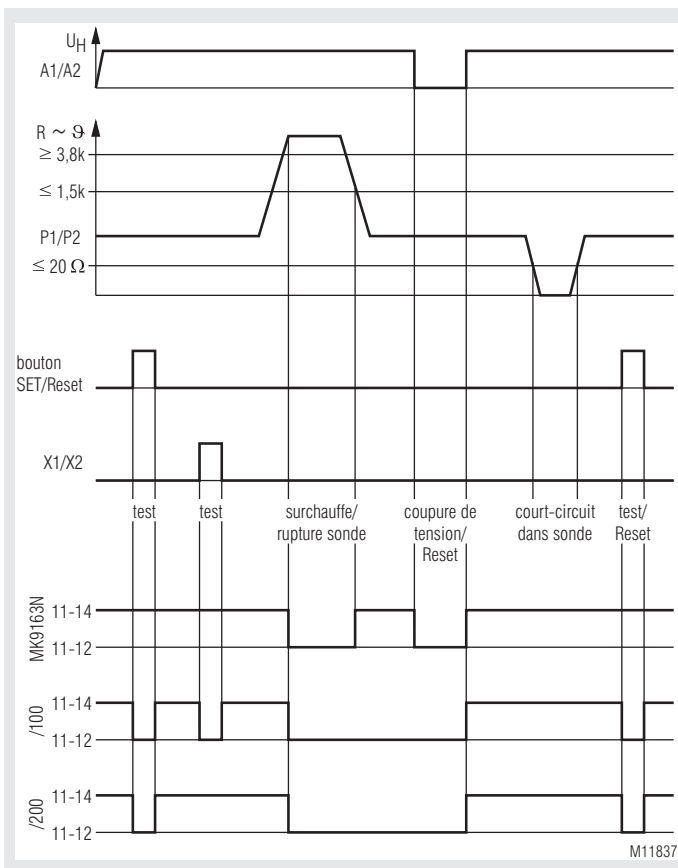 UH
A1/A2
R ~ ϑ
≥ 3,8k
≤ 1,5k
P1/P2
≤ 20 Ω
bouton
SET/Reset
X1/X2
test
test
surchauffe/
rupture sonde
coupure de
tension/
Reset
court-circuit
dans sonde
test/
Reset
MK9163N
11-14
11-12
/100
11-14
11-12
/200
11-14
11-12
M11837